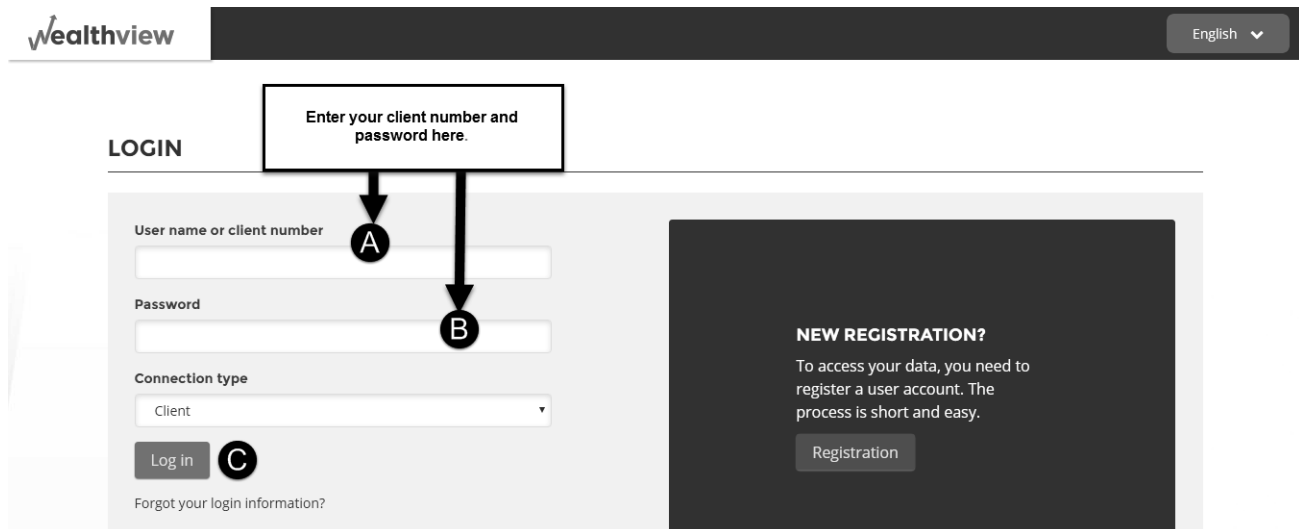 wealthview
English
Enter your client number and
password here.
LOGIN
User name or client number
A
Password
B
Connection type
Client
Log in
C
Forgot your login information?
NEW REGISTRATION?
To access your data, you need to
register a user account. The
process is short and easy.
Registration